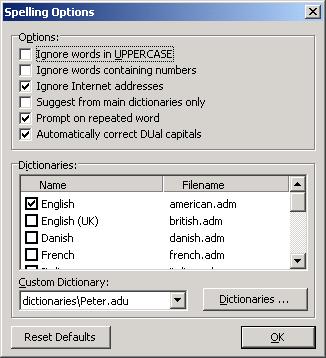 Spelling Options
Options:
Ignore words in UPPERCASE
Ignore words containing numbers
Ignore Internet addresses
Suggest from main dictionaries only
Prompt on repeated word
Automatically correct DUal capitals
Dictionaries:
Name Filename
English american.adm
English (UK) british.adm
Danish danish.adm
French french.adm
Custom Dictionary:
dictionaries\Peter.adu Dictionaries ...
Reset Defaults OK